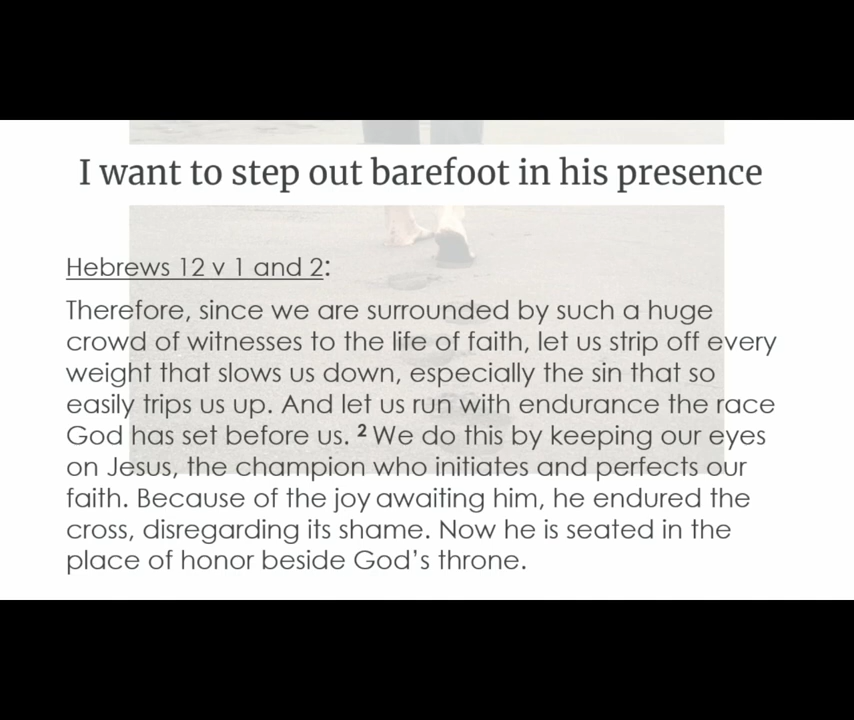 I want to step out barefoot in his presence
Hebrews 12 v 1 and 2:
Therefore, since we are surrounded by such a huge
crowd of witnesses to the life of faith, let us strip off every
weight that slows us down, especially the sin that so
easily trips us up. And let us run with endurance the race
God has set before us. ² We do this by keeping our eyes
on Jesus, the champion who initiates and perfects our
faith. Because of the joy awaiting him, he endured the
cross, disregarding its shame. Now he is seated in the
place of honor beside God’s throne.